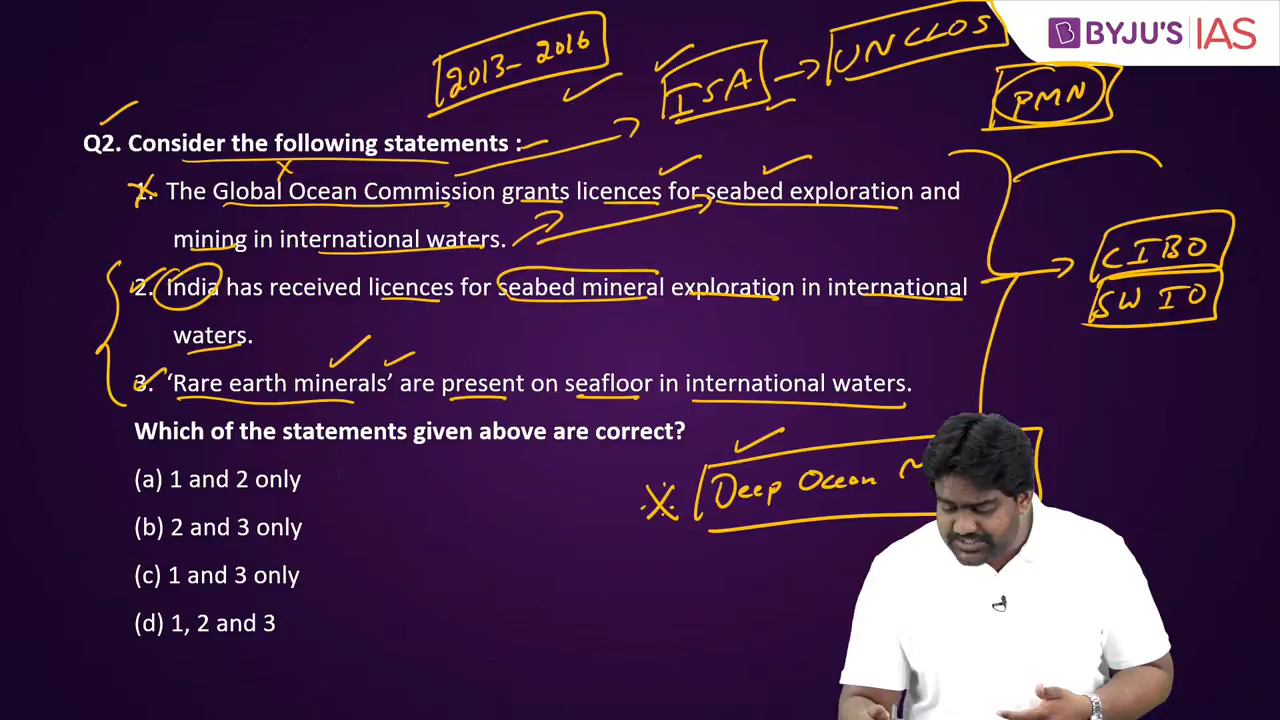 BYJU'S IAS
2013-2016
ISA → UNCLOS
PMN
Q2. Consider the following statements :
1. The Global Ocean Commission grants licences for seabed exploration and
mining in international waters.
2. India has received licences for seabed mineral exploration in international
waters.
CIBO
SWIO
3. ‘Rare earth minerals’ are present on seafloor in international waters.
Which of the statements given above are correct?
(a) 1 and 2 only
Deep Ocean
(b) 2 and 3 only
(c) 1 and 3 only
(d) 1, 2 and 3